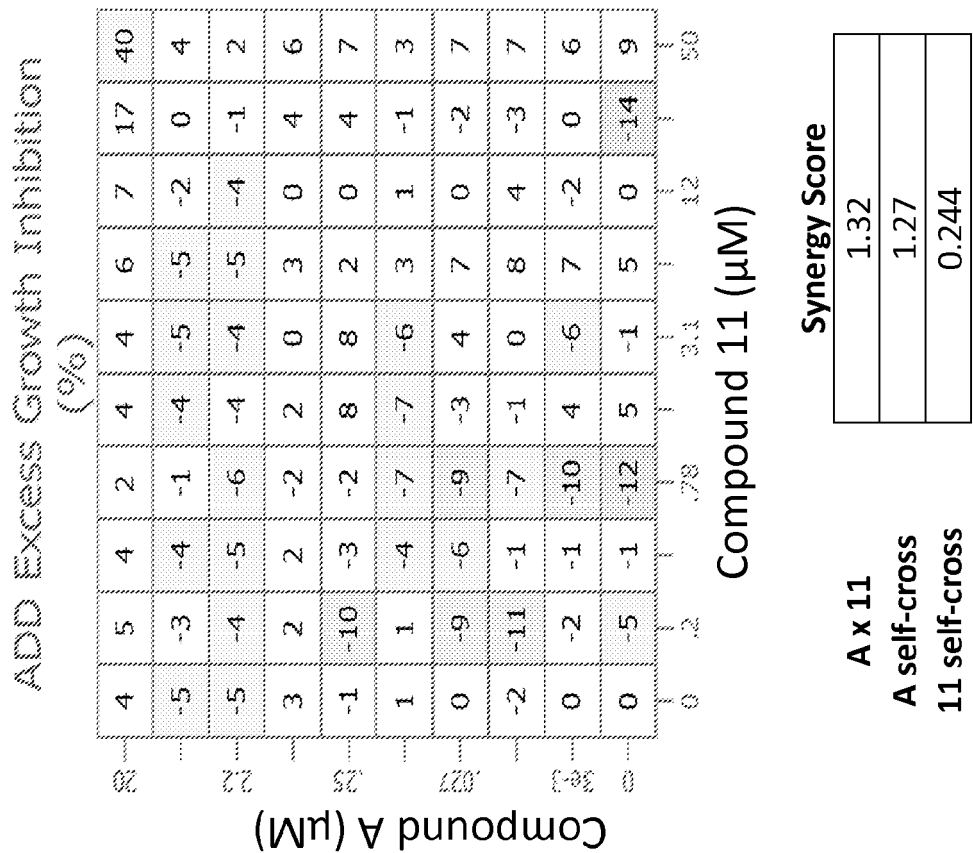 ADD Excess Growth Inhibition
(%)
Compound A (µM)
20 4 5 4 2 4 4 6 7 17 40
-5 -3 -4 -1 -4 -5 -5 -2 0 4
2.2 -5 -4 -5 -6 -4 -4 -5 -4 -1 2
3 2 2 -2 2 0 3 0 4 6
.25 -1 -10 -3 -2 8 8 2 0 4 7
1 1 -4 -7 -7 -6 3 1 -1 3
.027 0 -9 -6 -9 -3 4 7 0 -2 7
-2 -11 -1 -7 -1 0 8 4 -3 7
3e-3 0 -2 -1 -10 4 -6 7 -2 0 6
0 0 -5 -1 -12 5 -1 5 0 -14 9
0 .2 .78 3.1 12 50
Compound 11 (µM)
Synergy Score
A x 11 1.32
A self-cross 1.27
11 self-cross 0.244